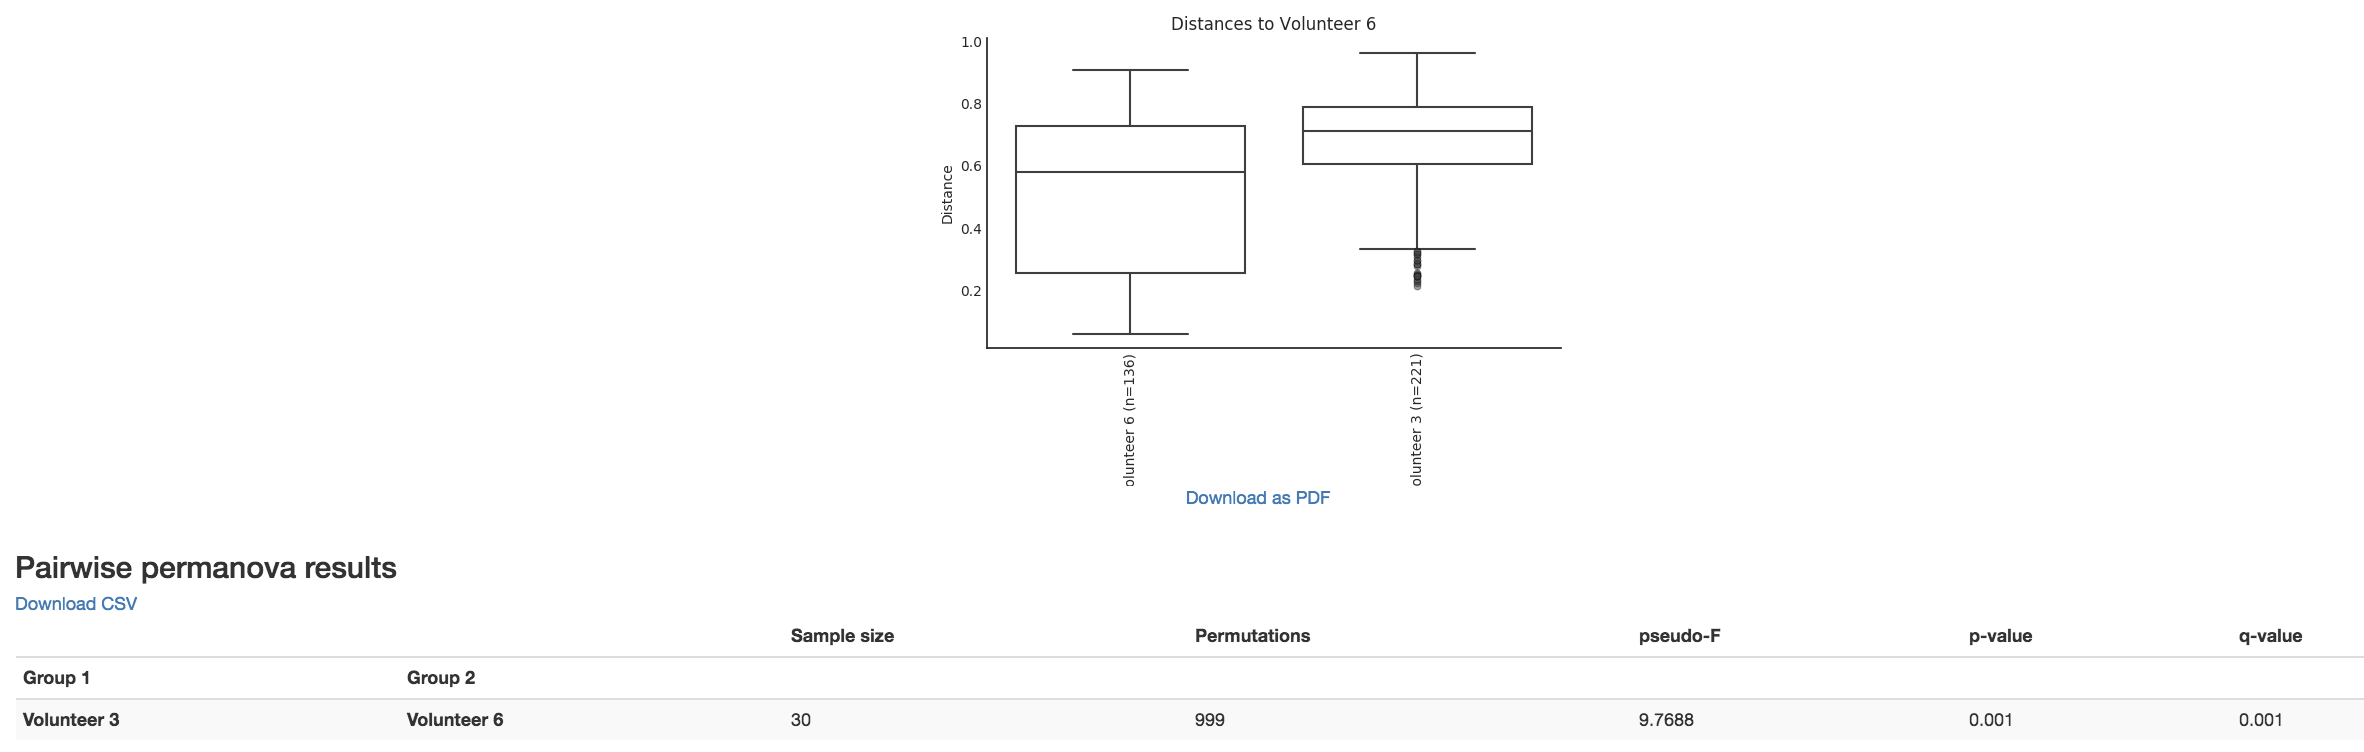 Distances to Volunteer 6
1.0
0.8
0.6
0.4
0.2
Distance
olunteer 6 (n=136)
olunteer 3 (n=221)
Download as PDF
Pairwise permanova results
Download CSV
Sample size Permutations pseudo-F p-value q-value
Group 1 Group 2
Volunteer 3 Volunteer 6 30 999 9.7688 0.001 0.001